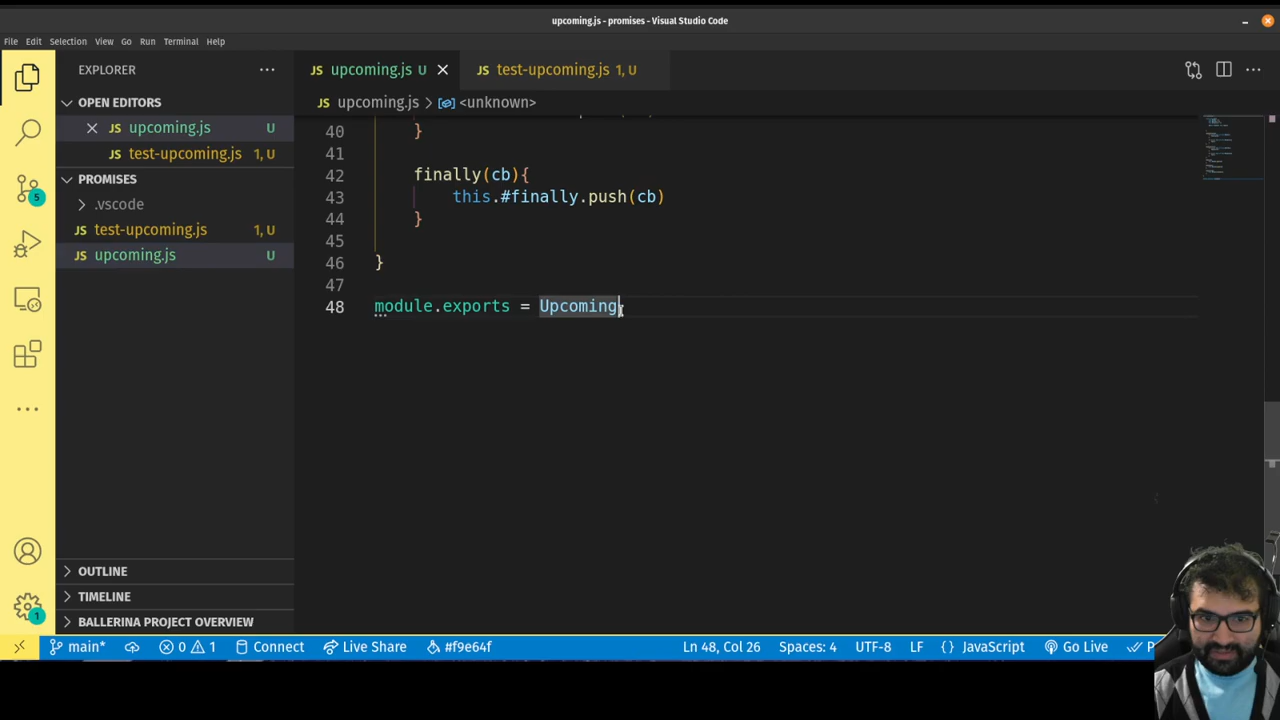 upcoming.js - promises - Visual Studio Code
File Edit Selection View Go Run Terminal Help
EXPLORER
JS upcoming.js U
JS test-upcoming.js 1, U
OPEN EDITORS
JS upcoming.js > <unknown>
JS upcoming.js U
JS test-upcoming.js 1, U
PROMISES
.vscode
JS test-upcoming.js 1, U
JS upcoming.js U
5
1
40 }
41
42 finally(cb){
43 this.#finally.push(cb)
44 }
45
46 }
47
48 module.exports = Upcoming
OUTLINE
TIMELINE
BALLERINA PROJECT OVERVIEW
main* 0 1 Connect Live Share #f9e64f Ln 48, Col 26 Spaces: 4 UTF-8 LF {} JavaScript Go Live